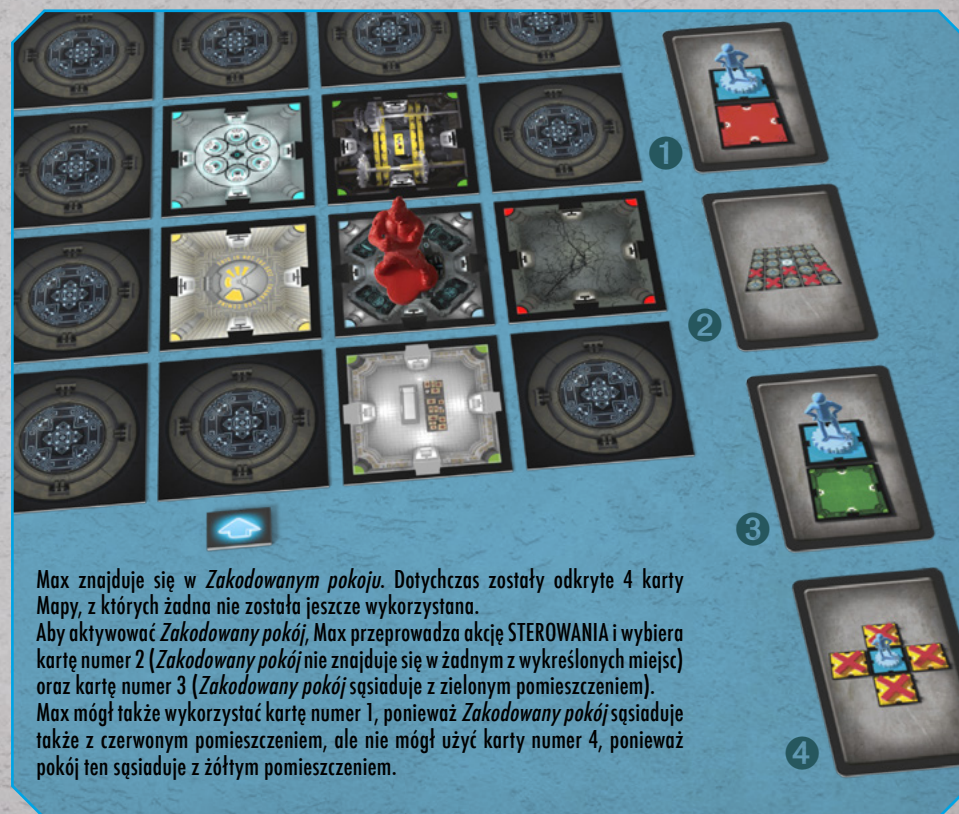 1
2
3
4
Max znajduje się w Zakodowanym pokoju. Dotychczas zostały odkryte 4 karty
Mapy, z których żadna nie została jeszcze wykorzystana.
Aby aktywować Zakodowany pokój, Max przeprowadza akcję STEROWANIA i wybiera
kartę numer 2 (Zakodowany pokój nie znajduje się w żadnym z wykreślonych miejsc)
oraz kartę numer 3 (Zakodowany pokój sąsiaduje z zielonym pomieszczeniem).
Max mógł także wykorzystać kartę numer 1, ponieważ Zakodowany pokój sąsiaduje
także z czerwonym pomieszczeniem, ale nie mógł użyć karty numer 4, ponieważ
pokój ten sąsiaduje z żółtym pomieszczeniem.